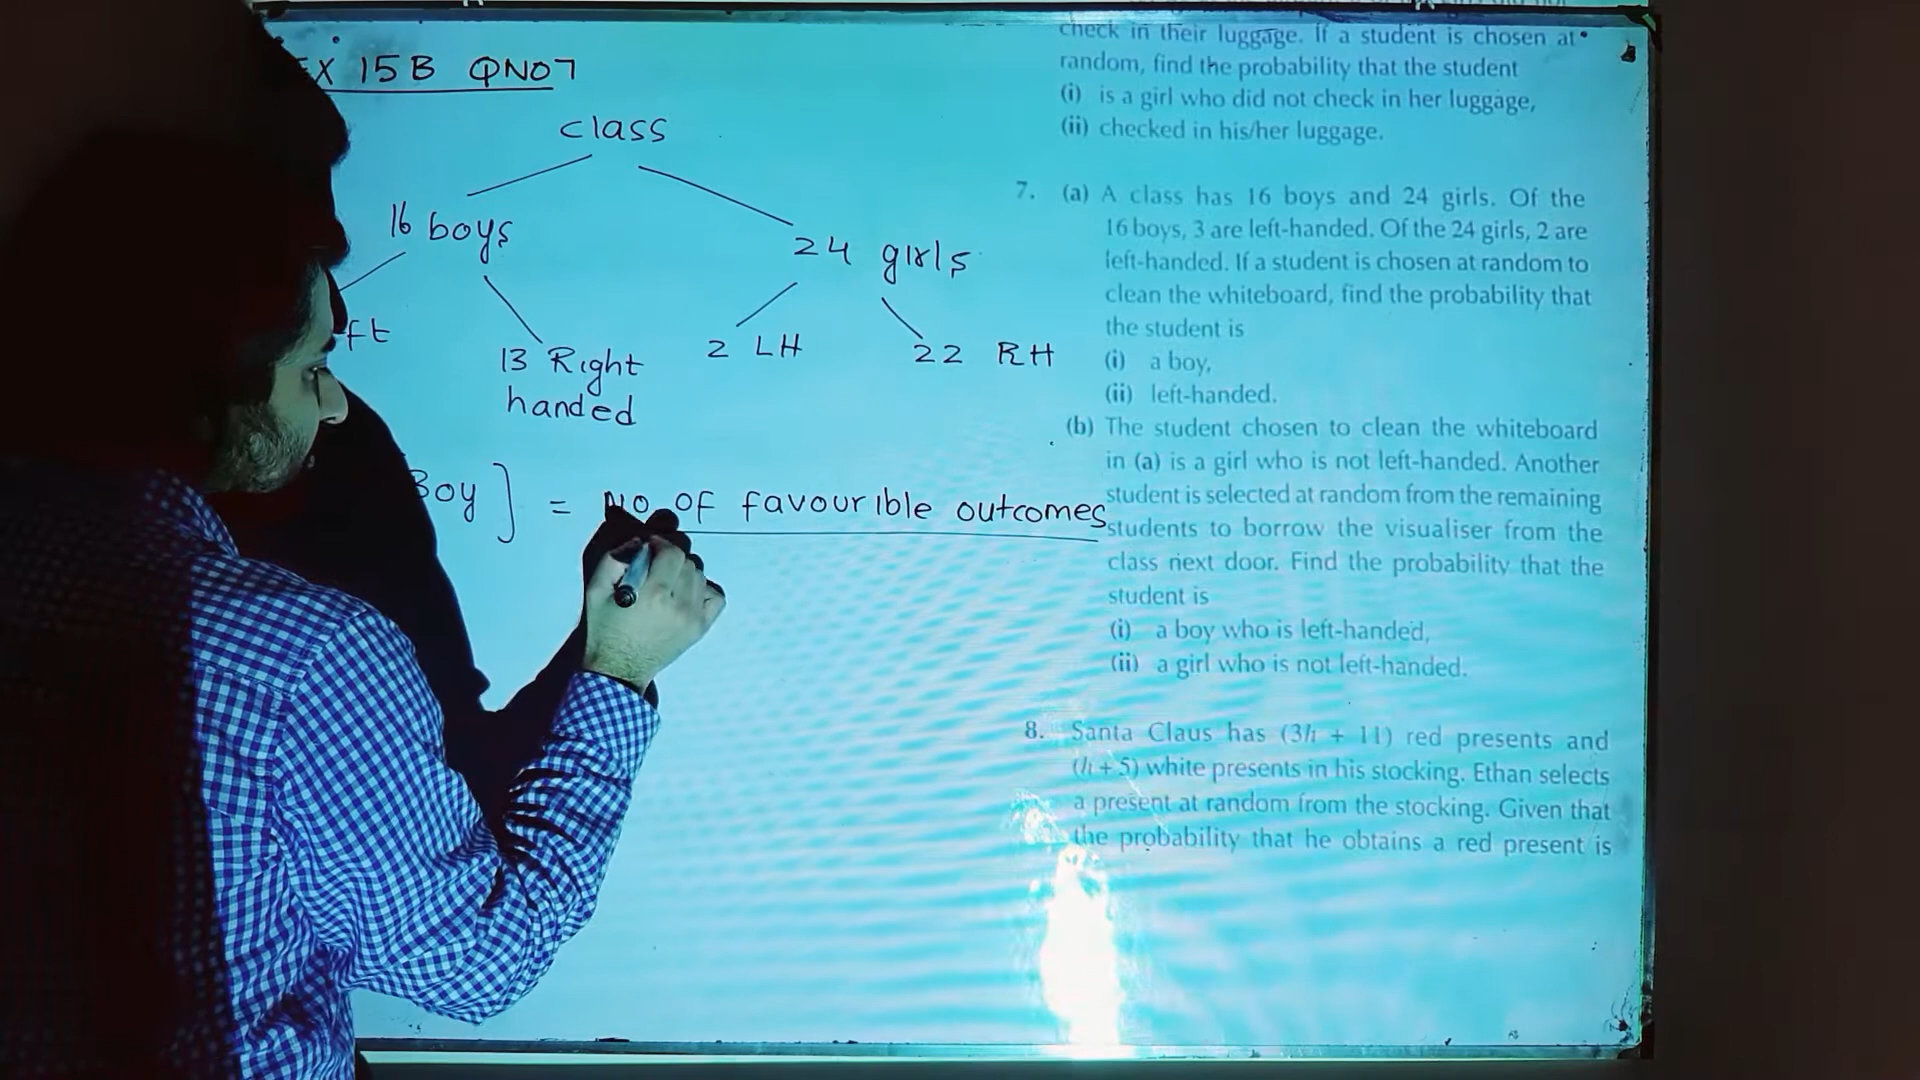 EX 15B QNO7
class
16 boys
24 girls
ft
13 Right
handed
2 LH
22 RH
Boy ] = No OF favourible outcomes
check in their luggage. If a student is chosen at
random, find the probability that the student
(i) is a girl who did not check in her luggage,
(ii) checked in his/her luggage.
7. (a) A class has 16 boys and 24 girls. Of the
16 boys, 3 are left-handed. Of the 24 girls, 2 are
left-handed. If a student is chosen at random to
clean the whiteboard, find the probability that
the student is
(i) a boy,
(ii) left-handed.
(b) The student chosen to clean the whiteboard
in (a) is a girl who is not left-handed. Another
student is selected at random from the remaining
students to borrow the visualiser from the
class next door. Find the probability that the
student is
(i) a boy who is left-handed,
(ii) a girl who is not left-handed.
8. Santa Claus has (3h + 11) red presents and
(h + 5) white presents in his stocking. Ethan selects
a present at random from the stocking. Given that
the probability that he obtains a red present is